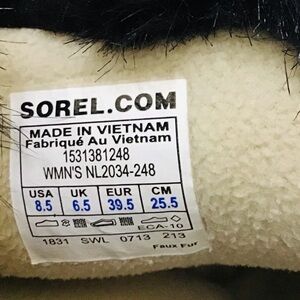 SOREL.COM
MADE IN VIETNAM
Fabriqué Au Vietnam
1531381248
WMN'S NL2034-248
USA UK EUR CM
8.5 6.5 39.5 25.5
ECA-10
1831 SWL 0713 213
Faux Fur